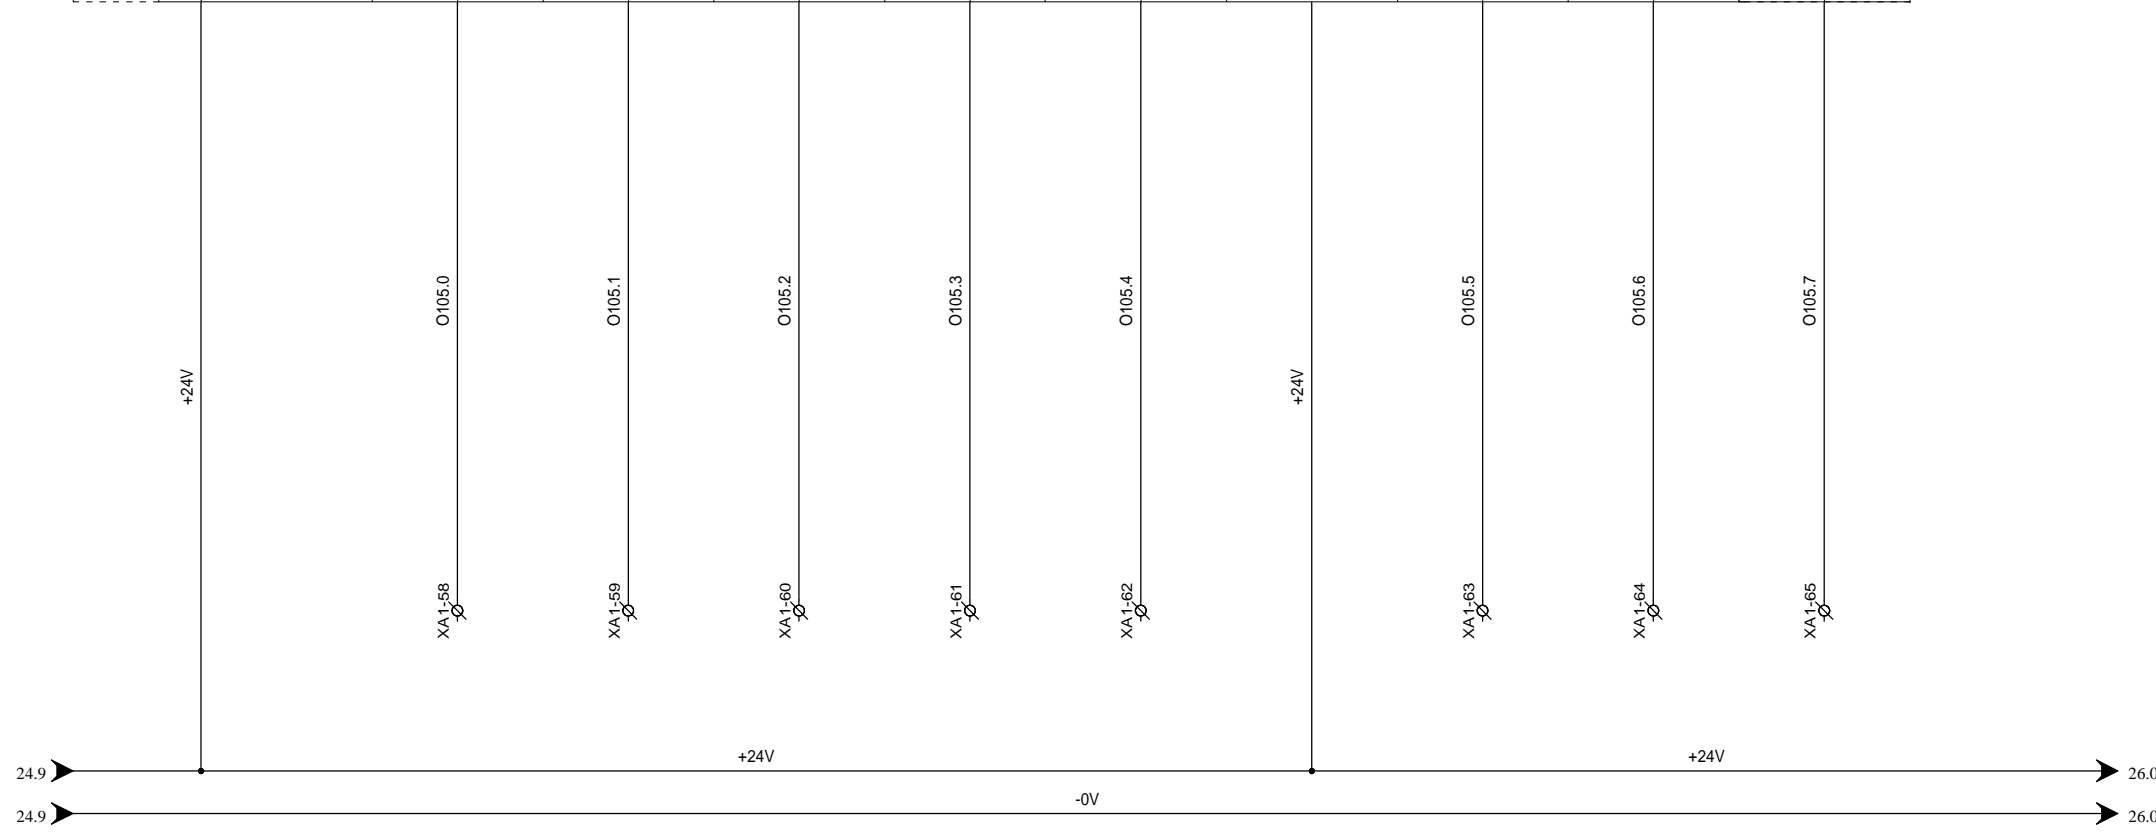 O105.0
O105.1
O105.2
O105.3
O105.4
O105.5
O105.6
O105.7
+24V
+24V
XA1-58
XA1-59
XA1-60
XA1-61
XA1-62
XA1-63
XA1-64
XA1-65
+24V
+24V
24.9
26.0
-0V
24.9
26.0